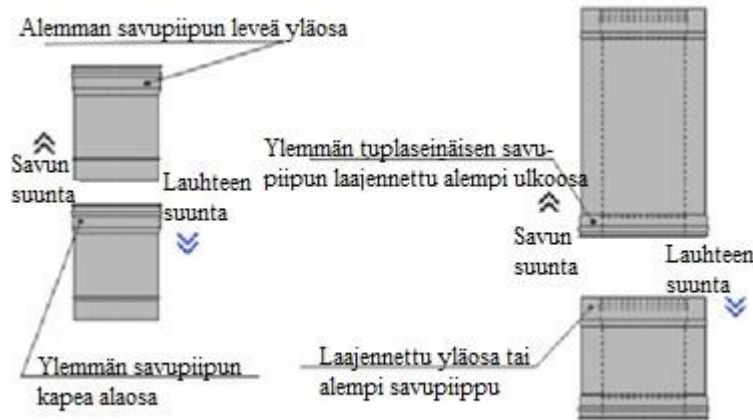 Alemman savupiipun leveä yläosa
Savun
suunta
Lauhteen
suunta
Ylemmän savupiipun
kapea alaosa
Ylemmän tuplaseinäisen savu-
piipun laajennettu alempi ulkoosa
Savun
suunta
Lauhteen
suunta
Laajennettu yläosa tai
alempi savupiippu